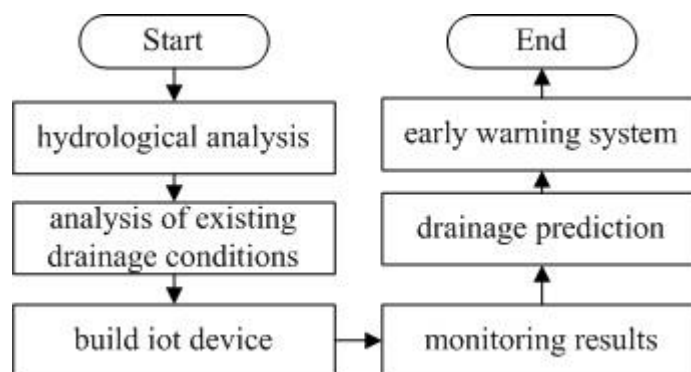 Start
hydrological analysis
analysis of existing
drainage conditions
build iot device
monitoring results
drainage prediction
early warning system
End